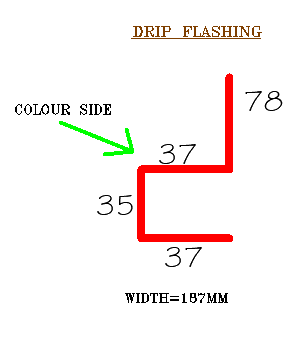 DRIP FLASHING
78
COLOUR SIDE
37
35
37
WIDTH=187MM